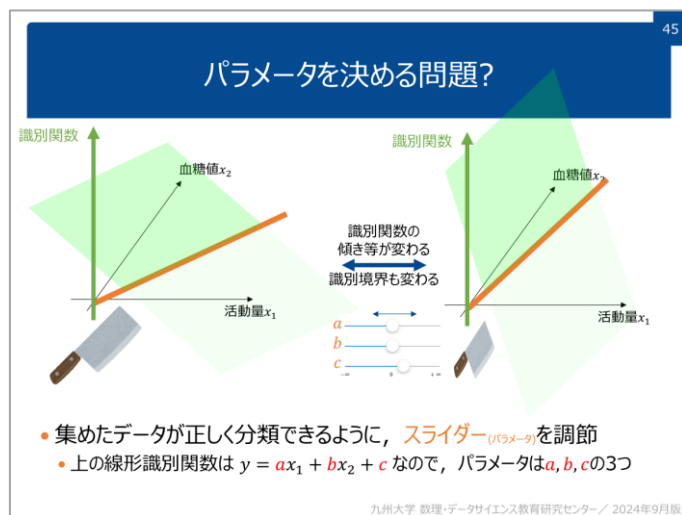 45
パラメータを決める問題?
識別関数
血糖値x₂
活動量x₁
識別関数の
傾き等が変わる
識別境界も変わる
a
b
c
−∞ 0 +∞
識別関数
血糖値x₂
活動量x₁
• 集めたデータが正しく分類できるように，スライダー(パラメータ)を調節
• 上の線形識別関数は y = ax₁ + bx₂ + c なので，パラメータはa, b, cの3つ
九州大学 数理・データサイエンス教育研究センター／ 2024年9月版